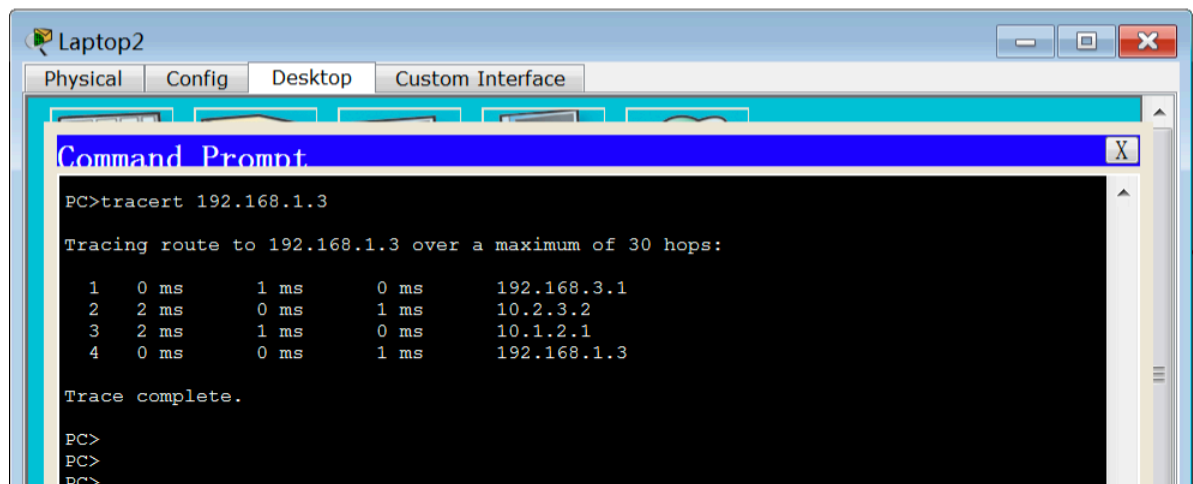 Laptop2
Physical Config Desktop Custom Interface
Command Prompt X
PC>tracert 192.168.1.3
Tracing route to 192.168.1.3 over a maximum of 30 hops:
1 0 ms 1 ms 0 ms 192.168.3.1
2 2 ms 0 ms 1 ms 10.2.3.2
3 2 ms 1 ms 0 ms 10.1.2.1
4 0 ms 0 ms 1 ms 192.168.1.3
Trace complete.
PC>
PC>
PC>